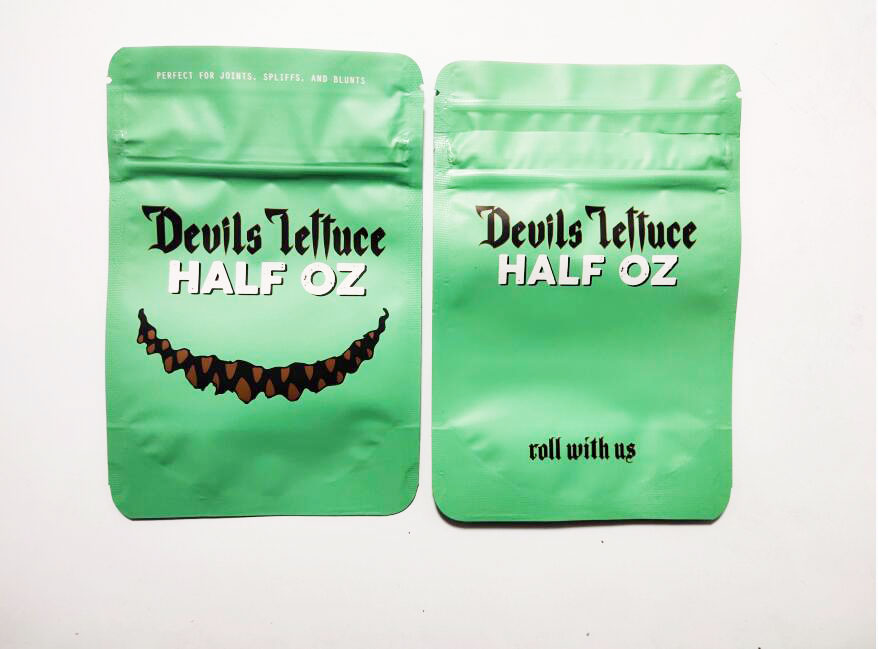 PERFECT FOR JOINTS, SPLIFFS, AND BLUNTS
Devils lettuce
HALF OZ
Devils lettuce
HALF OZ
roll with us